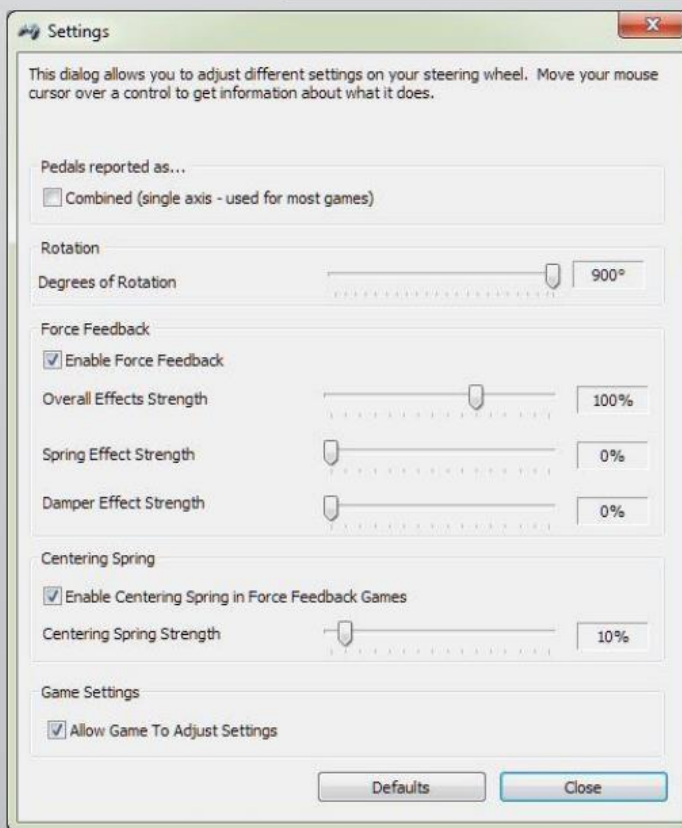 Settings
This dialog allows you to adjust different settings on your steering wheel. Move your mouse
cursor over a control to get information about what it does.
Pedals reported as...
Combined (single axis - used for most games)
Rotation
Degrees of Rotation 900°
Force Feedback
Enable Force Feedback
Overall Effects Strength 100%
Spring Effect Strength 0%
Damper Effect Strength 0%
Centering Spring
Enable Centering Spring in Force Feedback Games
Centering Spring Strength 10%
Game Settings
Allow Game To Adjust Settings
Defaults Close